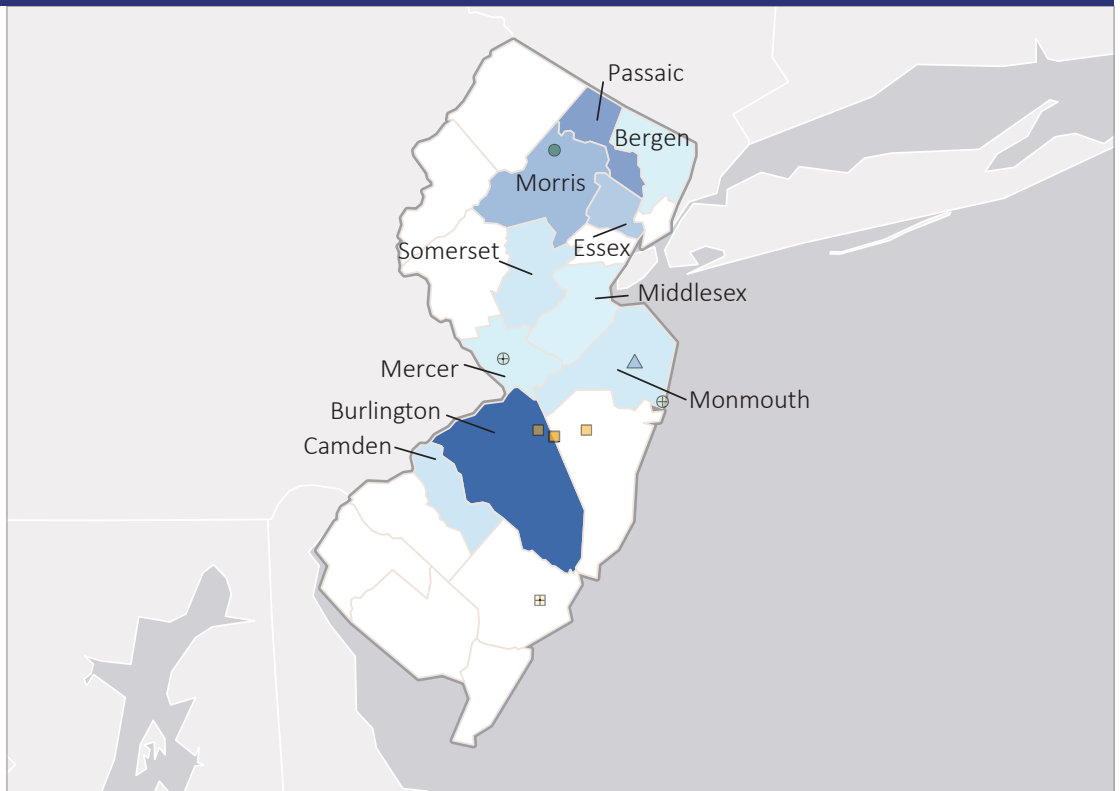 Passaic
Bergen
Morris
Essex
Somerset
Middlesex
Mercer
Monmouth
Burlington
Camden